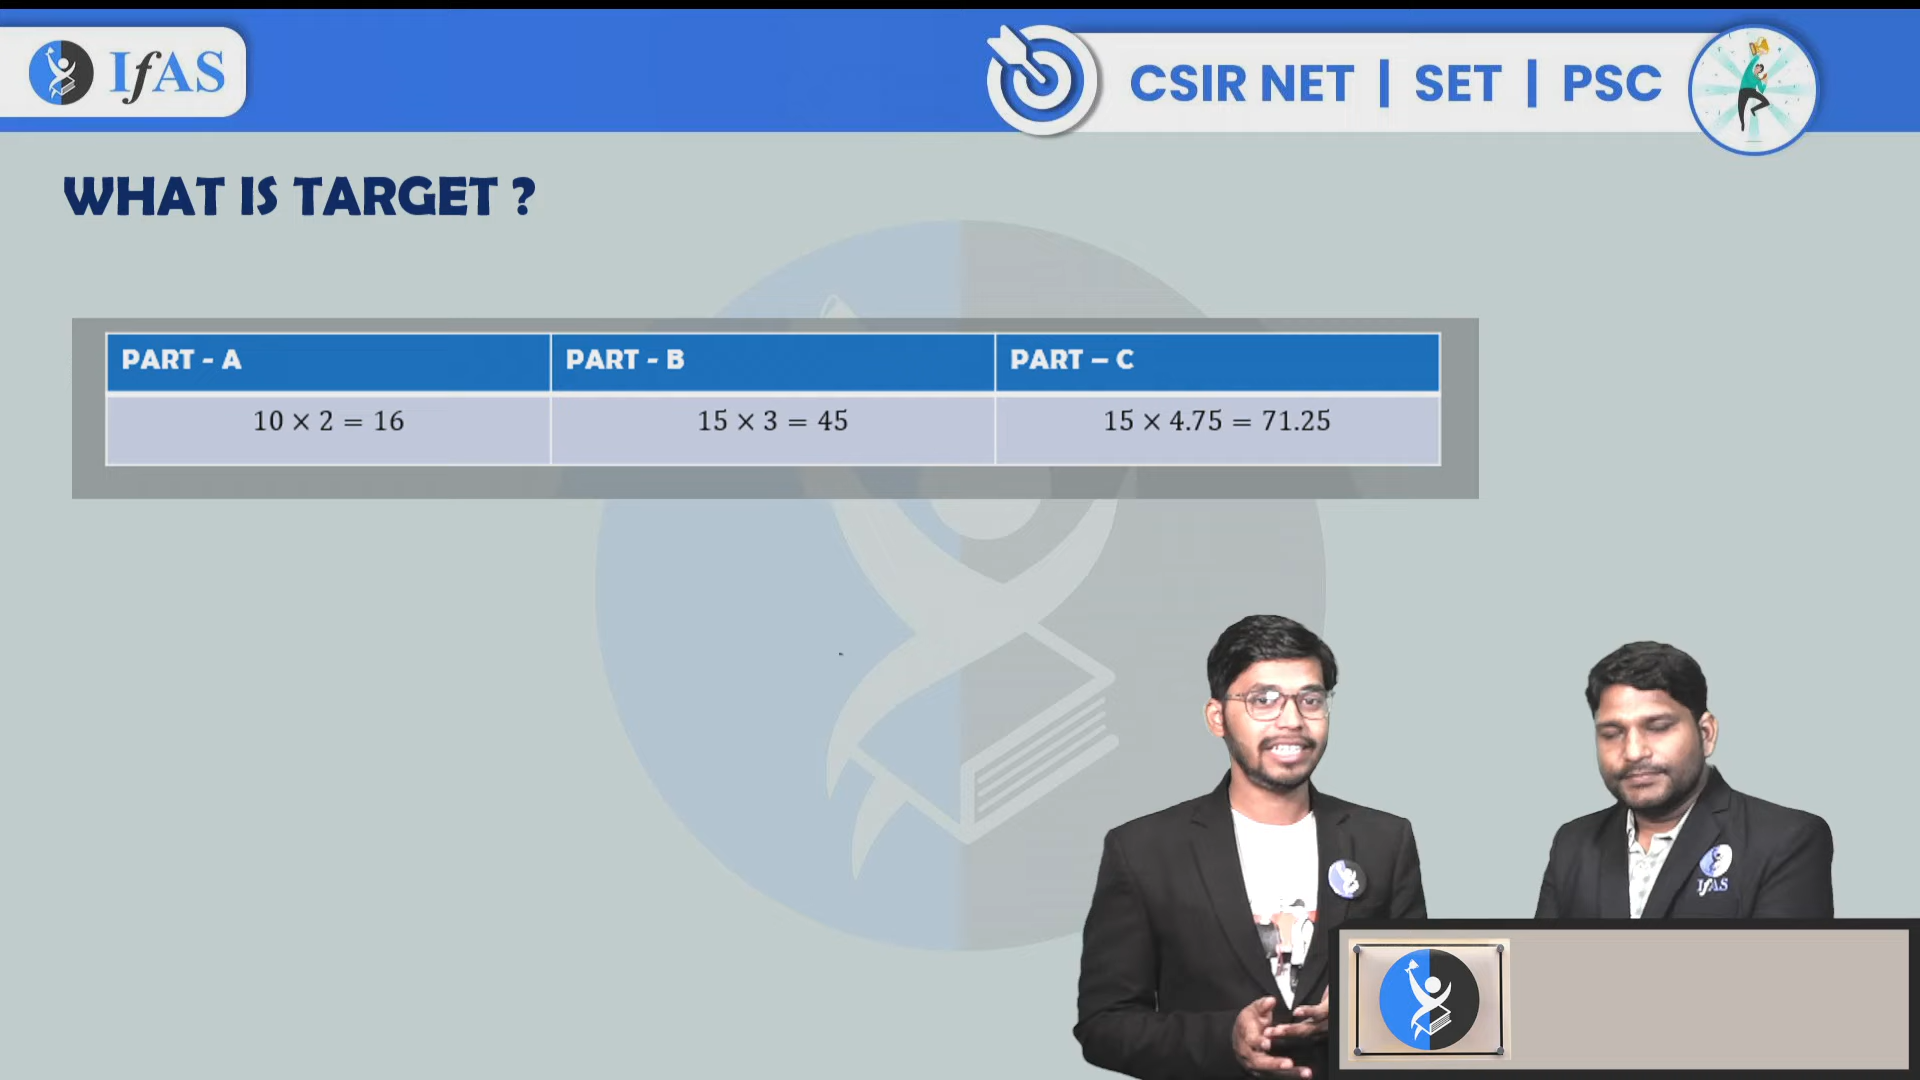 IfAS
CSIR NET | SET | PSC
WHAT IS TARGET ?
PART - A
PART - B
PART – C
10 × 2 = 16
15 × 3 = 45
15 × 4.75 = 71.25
IfAS